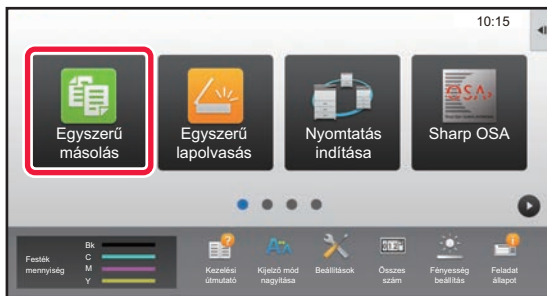 10:15
Egyszerű
másolás
Egyszerű
lapolvasás
Nyomtatás
indítása
OSA
Sharp OSA
Festék
mennyiség
Bk
C
M
Y
Kezelési
útmutató
Kijelző mód
nagyítása
Beállítások
Összes
szám
Fényesség
beállítás
Feladat
állapot